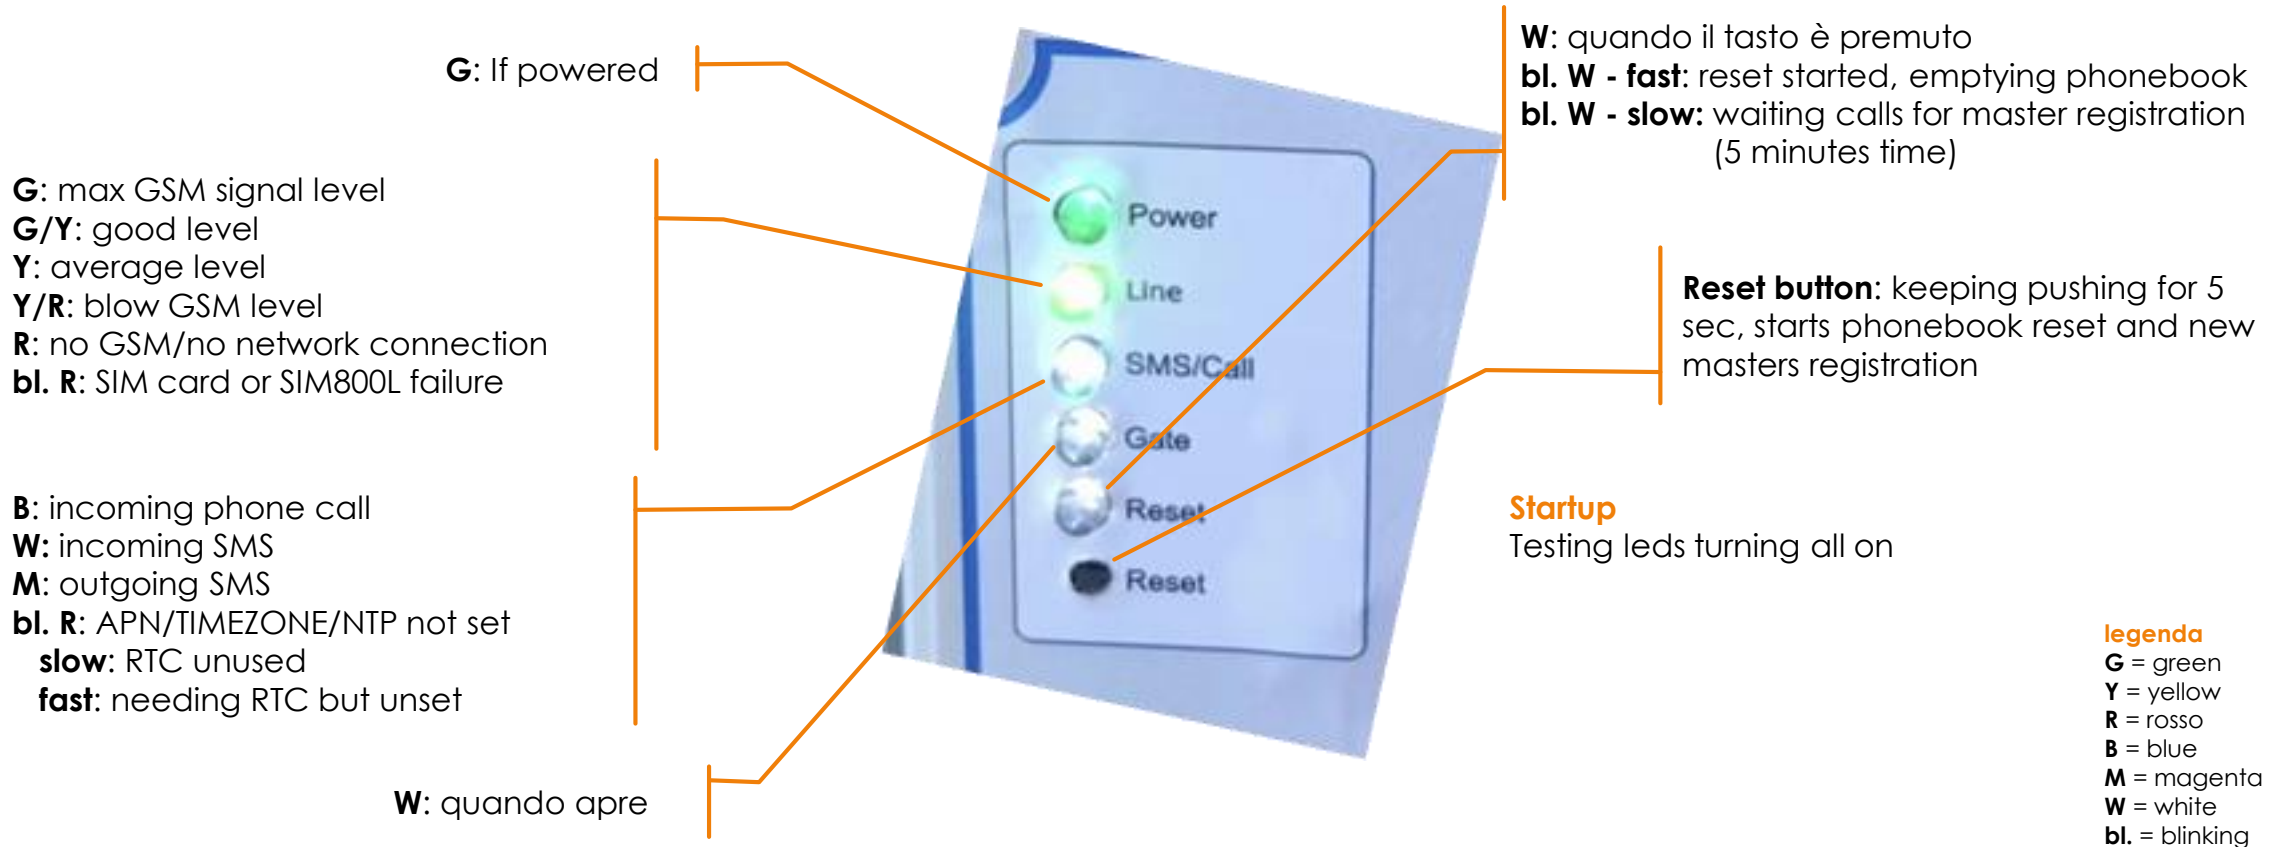 G: If powered
G: max GSM signal level
G/Y: good level
Y: average level
Y/R: blow GSM level
R: no GSM/no network connection
bl. R: SIM card or SIM800L failure
B: incoming phone call
W: incoming SMS
M: outgoing SMS
bl. R: APN/TIMEZONE/NTP not set
slow: RTC unused
fast: needing RTC but unset
W: quando apre
Power
Line
SMS/Call
Gate
Reset
Reset
W: quando il tasto è premuto
bl. W - fast: reset started, emptying phonebook
bl. W - slow: waiting calls for master registration
(5 minutes time)
Reset button: keeping pushing for 5
sec, starts phonebook reset and new
masters registration
Startup
Testing leds turning all on
legenda
G = green
Y = yellow
R = rosso
B = blue
M = magenta
W = white
bl. = blinking